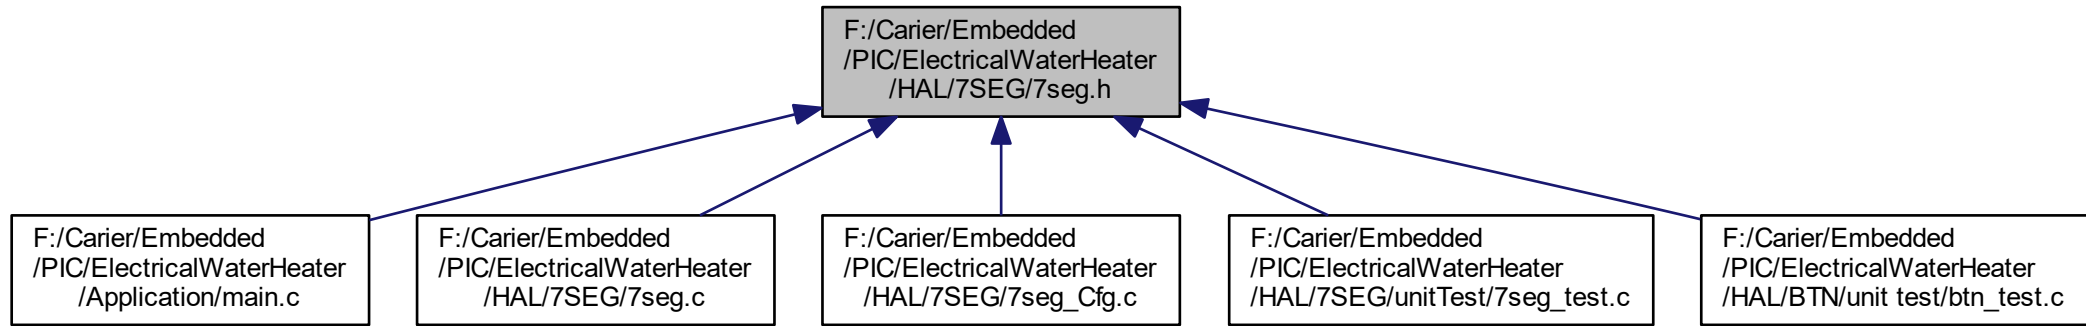 F:/Carier/Embedded
/PIC/ElectricalWaterHeater
/HAL/7SEG/7seg.h
F:/Carier/Embedded
/PIC/ElectricalWaterHeater
/Application/main.c
F:/Carier/Embedded
/PIC/ElectricalWaterHeater
/HAL/7SEG/7seg.c
F:/Carier/Embedded
/PIC/ElectricalWaterHeater
/HAL/7SEG/7seg_Cfg.c
F:/Carier/Embedded
/PIC/ElectricalWaterHeater
/HAL/7SEG/unitTest/7seg_test.c
F:/Carier/Embedded
/PIC/ElectricalWaterHeater
/HAL/BTN/unit test/btn_test.c